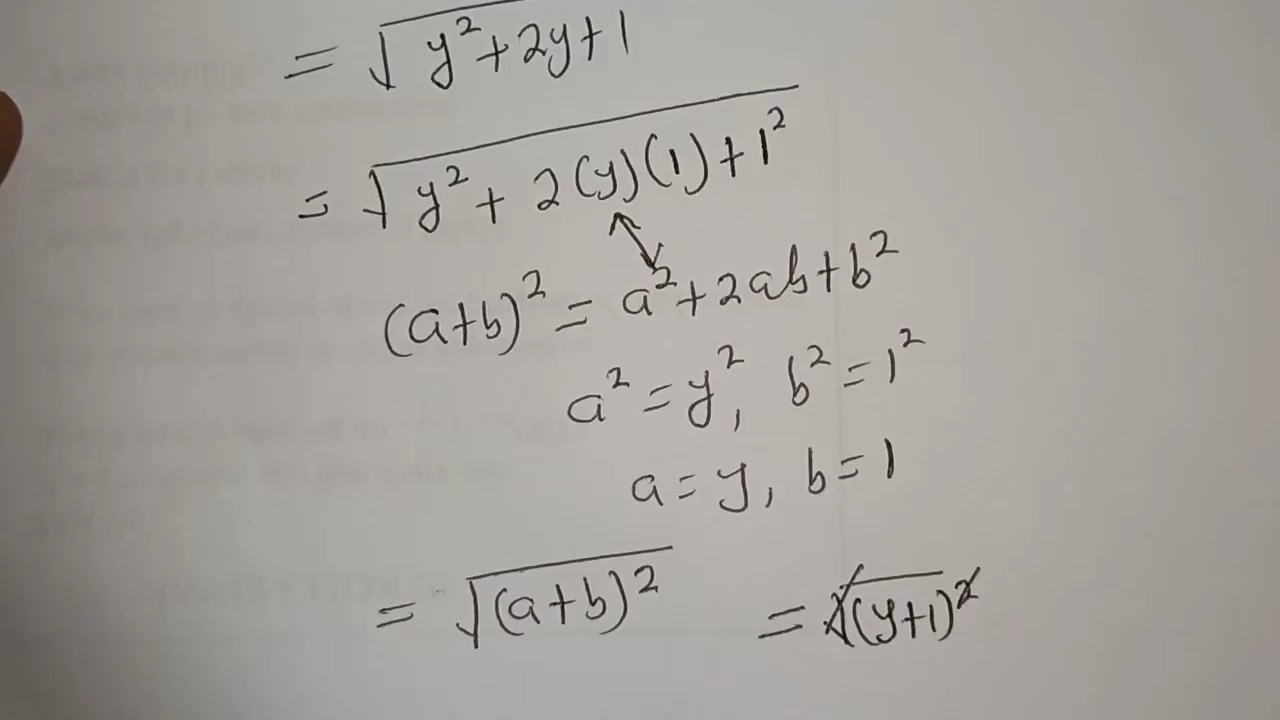 = √y²+2y+1
= √y²+2(y)(1)+1²
(a+b)² = a²+2ab+b²
a² = y², b² = 1²
a = y, b = 1
= √(a+b)² = √(y+1)²